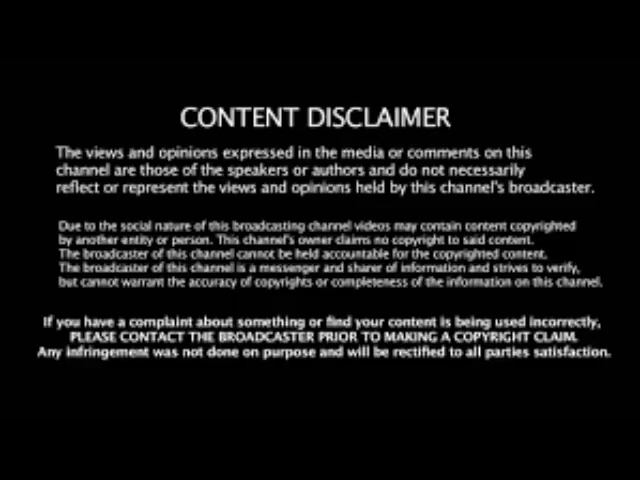 CONTENT DISCLAIMER
The views and opinions expressed in the media or comments on this
channel are those of the speakers or authors and do not necessarily
reflect or represent the views and opinions held by this channel's broadcaster.
Due to the social nature of this broadcasting channel videos may contain content copyrighted
by another entity or person. This channel's owner claims no copyright to said content.
The broadcaster of this channel cannot be held accountable for the copyrighted content.
The broadcaster of this channel is a messenger and sharer of information and strives to verify,
but cannot warrant the accuracy of copyrights or completeness of the information on this channel.
If you have a complaint about something or find your content is being used incorrectly,
PLEASE CONTACT THE BROADCASTER PRIOR TO MAKING A COPYRIGHT CLAIM.
Any infringement was not done on purpose and will be rectified to all parties satisfaction.